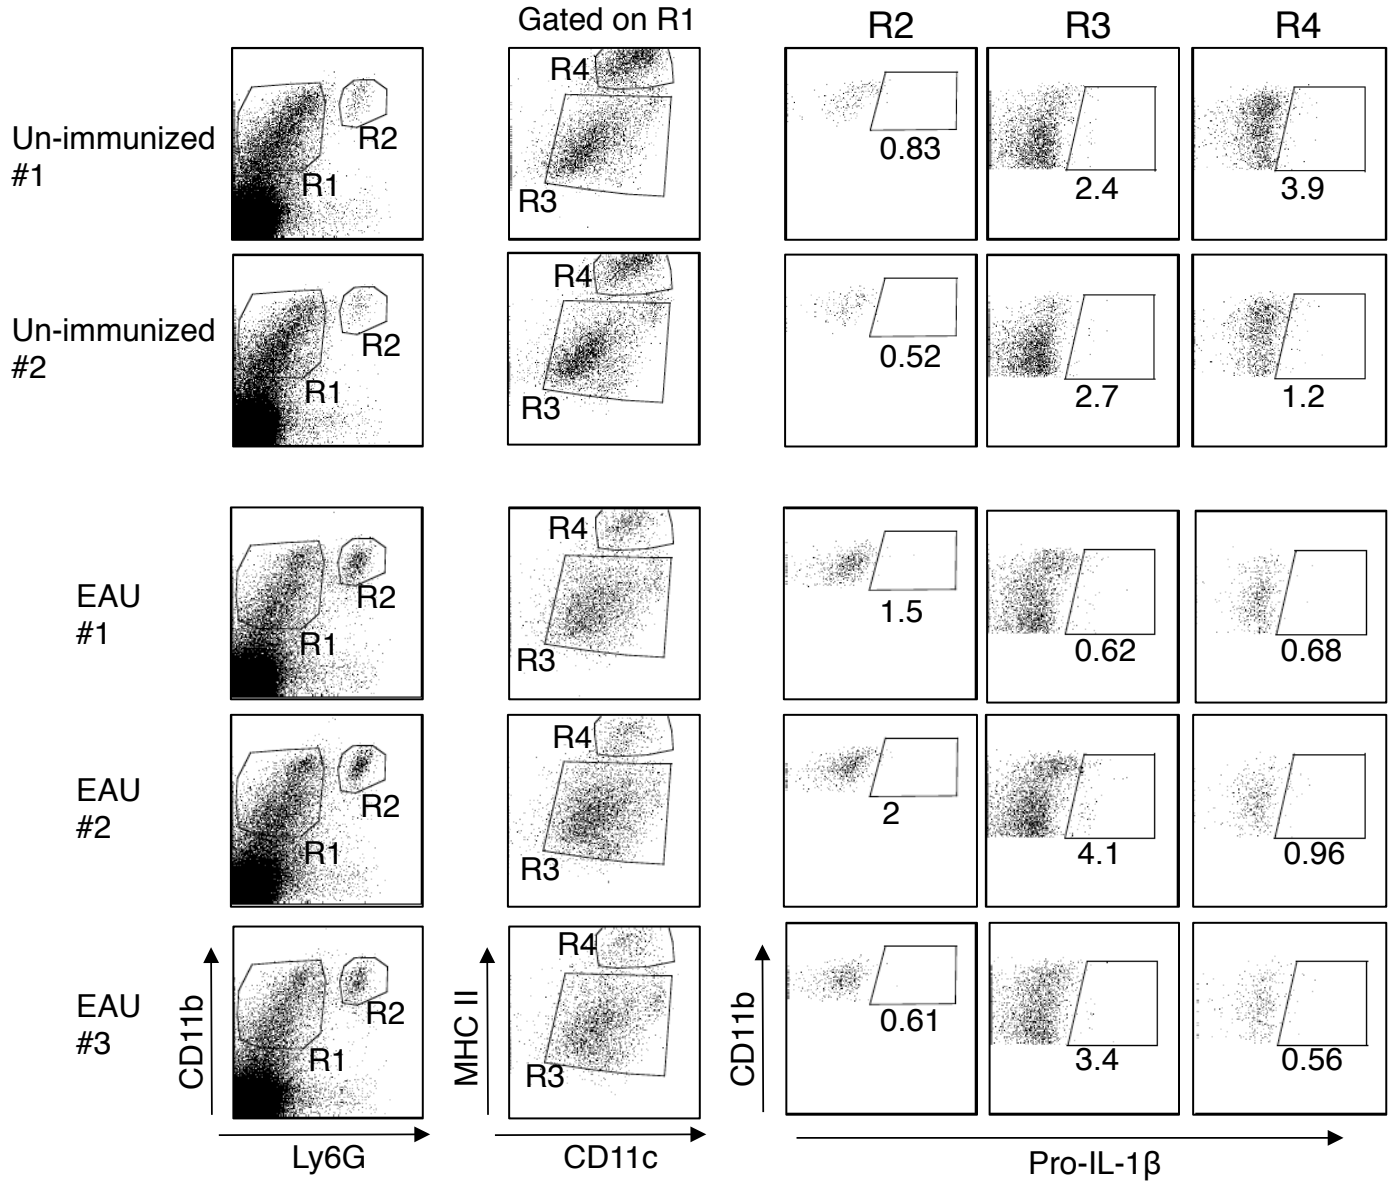 Gated on R1
R2
R3
R4
Un-immunized
#1
R1
R2
R4
R3
0.83
2.4
3.9
Un-immunized
#2
R1
R2
R4
R3
0.52
2.7
1.2
EAU
#1
R1
R2
R4
R3
1.5
0.62
0.68
EAU
#2
R1
R2
R4
R3
2
4.1
0.96
EAU
#3
R1
R2
R4
R3
0.61
3.4
0.56
CD11b
MHC II
CD11b
Ly6G
CD11c
Pro-IL-1β